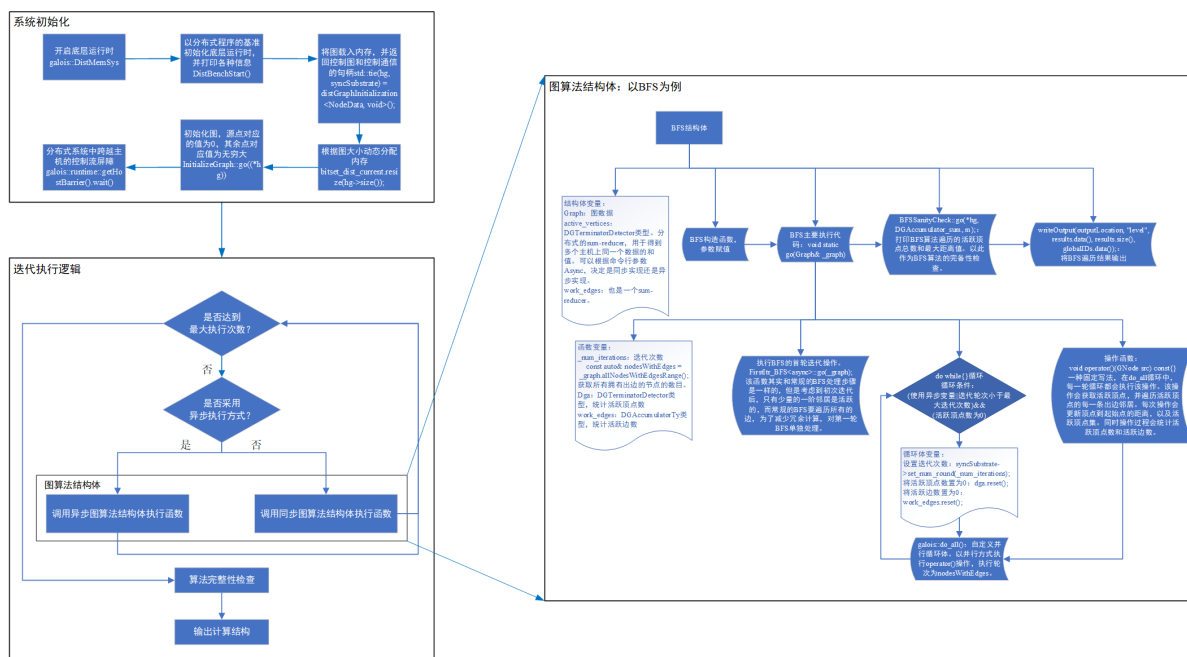 系统初始化
开启底层运行时
galois::DistMemSys
以分布式程序的基准
初始化底层运行时,
并打印各种信息
DistBenchStart()
将图载入内存，并返
回控制图和控制通信
的句柄std::tie(hg,
syncSubstrate) =
distGraphInitialization
<NodeData, void>();
根据图大小动态分配
内存
bitset_dist_current.resi
ze(hg->size());
初始化图，源点对应
的值为0，其余点对
应值为无穷大
InitializeGraph::go((*h
g))
分布式系统中跨越主
机的控制流屏障
galois::runtime::getHo
stBarrier().wait()
迭代执行逻辑
是否达到
最大执行次数？
否
是否采用
异步执行方式？
是
否
图算法结构体
调用异步图算法结构体执行函数
调用同步图算法结构体执行函数
算法完整性检查
输出计算结构
图算法结构体：以BFS为例
BFS结构体
结构体变量：
Graph：图数据
active_vertices:
DGTerminatorDetector类型。分
布式的sum-reducer，用于得到
多个主机上同一个数据的和
值。可以根据命令行参数
Async，决定是同步实现还是异
步实现。
work_edges：也是一个sum-
reducer。
BFS构造函数，
参数赋值
BFS主要执行代
码：void static
go(Graph& _graph)
BFSSanityCheck::go(*hg,
DGAccumulator_sum, m);：
打印BFS算法遍历的活跃顶点
总数和最大距离值。以此
作为BFS算法的完备性检
查。
writeOutput(outputLocation, "level",
results.data(), results.size(),
globalIDs.data());：
将BFS遍历结果输出
函数变量：
_num_iterations：迭代次数
const auto& nodesWithEdges =
_graph.allNodesWithEdgesRange();
获取所有拥有出边的节点的数目。
Dga：DGTerminatorDetector类
型，统计活跃顶点数
work_edges：DGAccumulatorTy类
型，统计活跃边数
执行BFS的首轮迭代操作。
FirstItr_BFS<async>::go(_graph);
该函数其实和常规的BFS处理步骤
是一样的，但是考虑到初次迭代
后，只有少量的一阶邻居是活跃
的，而常规的BFS要遍历所有的
边，为了减少冗余计算，对第一轮
BFS单独处理。
do while{}循环
循环条件：
(使用异步变量||迭代轮次小于最
大迭代次数)&&
(活跃顶点数为0)
操作函数：
void operator()(GNode src) const{}
一种固定写法，在do_all循环中，
每一轮循环都会执行该操作。该操
作会获取活跃顶点，并遍历活跃顶
点的每一条出边邻居。每次操作会
更新顶点到起始点的距离，以及活
跃顶点集。同时操作过程会统计活
跃顶点数和活跃边数。
循环体变量：
设置迭代次数：syncSubstrate-
>set_num_round(_num_iterations);
将活跃顶点数置为0：dga.reset();
将活跃边数置为0：
work_edges.reset();
galois::do_all()：自定义并
行循环体。以并行方式执
行operator()操作，执行轮
次为nodesWithEdges。